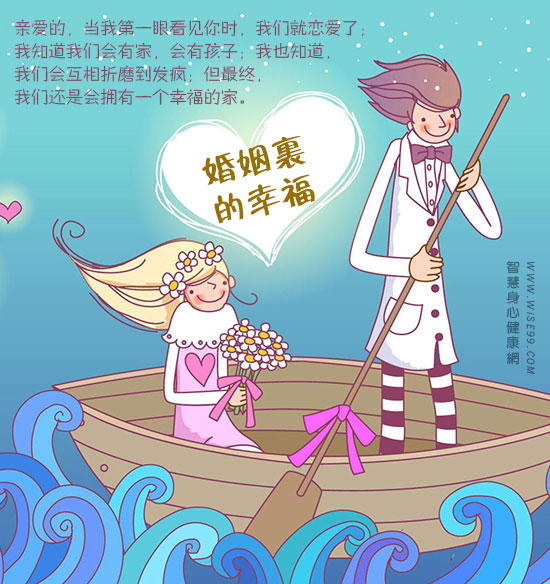 亲爱的，当我第一眼看见你时，我们就恋爱了；
我知道我们会有家，会有孩子；我也知道，
我们会互相折磨到发疯；但最终，
我们还是会拥有一个幸福的家。
婚姻裏
的幸福
智慧身心健康網
WWW.WISE99.COM